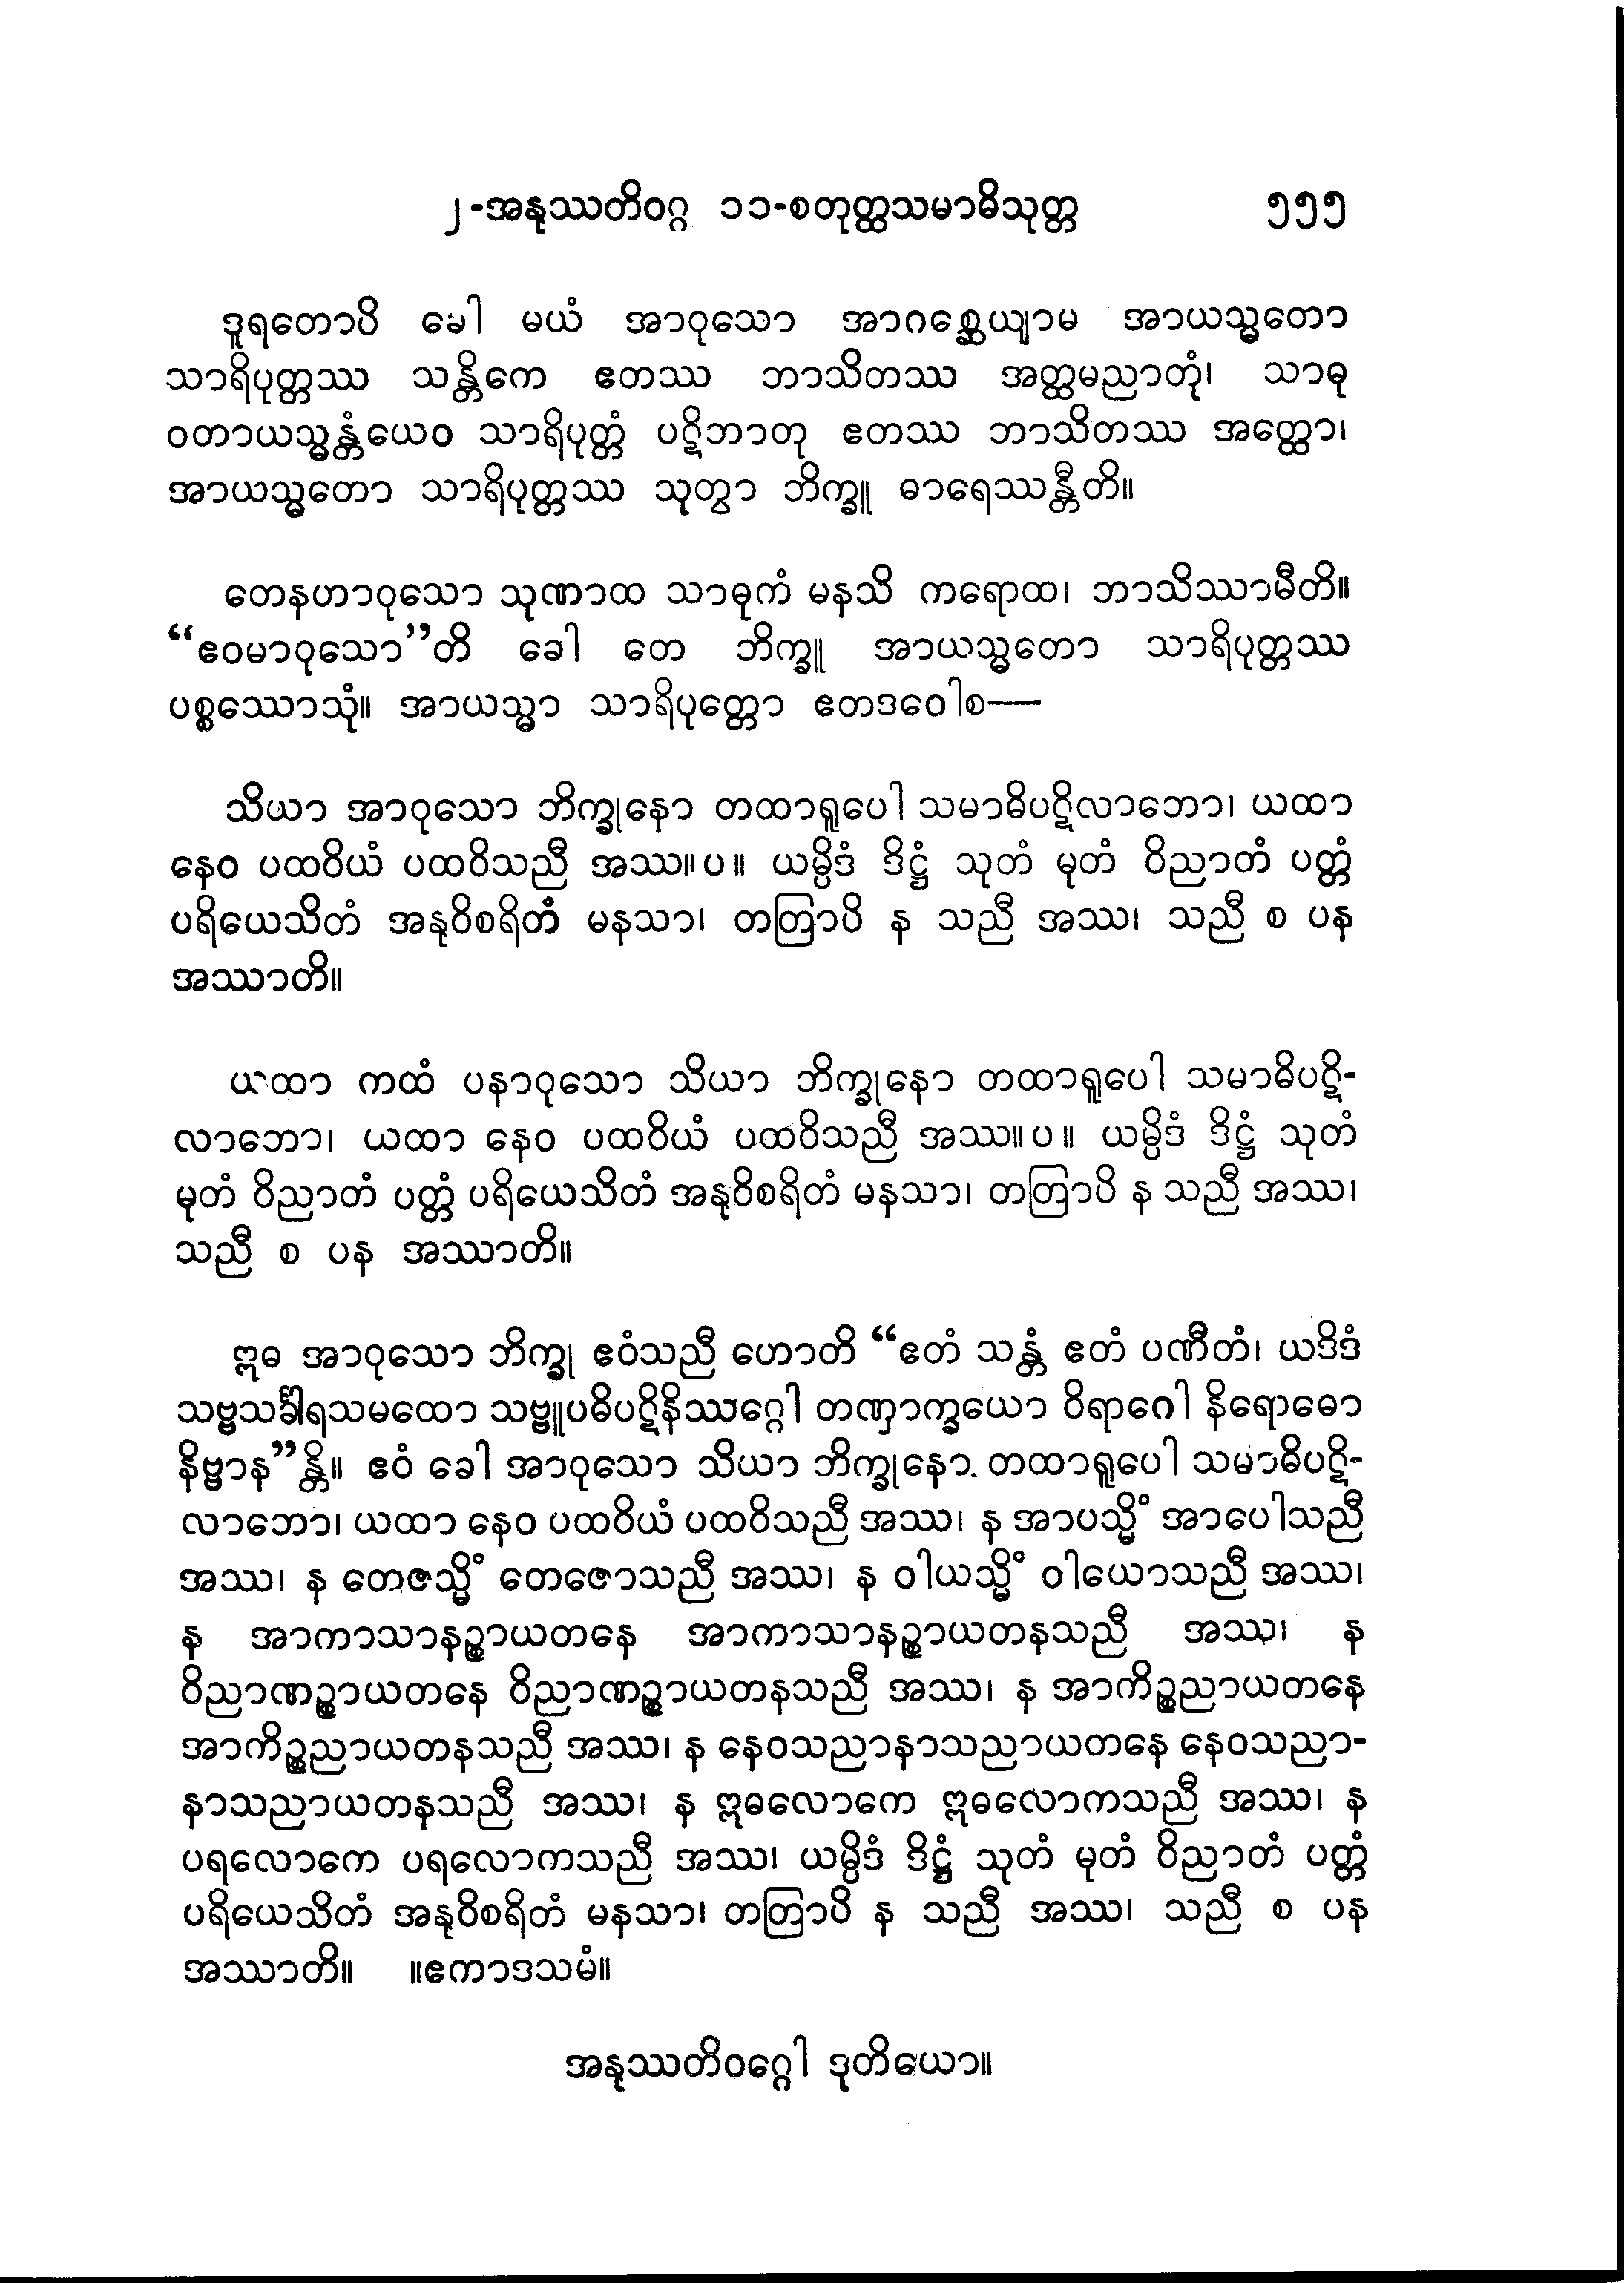 ၂-အနုဿတိဝဂ္ဂ ၁၁-စတုတ္ထသမာဓိသုတ္တ ၅၅၅
ဒူရတောပိ ခေါ မယံ အာဝုသော အာဂစ္ဆေယျာမ အာယသ္မတော
သာရိပုတ္တဿ သန္တိကေ ဧတဿ ဘာသိတဿ အတ္ထမညာတုံ၊ သာဓု
ဝတာယသ္မန္တံယေဝ သာရိပုတ္တံ ပဋိဘာတု ဧတဿ ဘာသိတဿ အတ္ထော၊
အာယသ္မတော သာရိပုတ္တဿ သုတွာ ဘိက္ခူ ဓာရေဿန္တီတိ။
တေနဟာဝုသော သုဏာထ သာဓုကံ မနသိ ကရောထ၊ ဘာသိဿာမီတိ။
“ဧဝမာဝုသော”တိ ခေါ တေ ဘိက္ခူ အာယသ္မတော သာရိပုတ္တဿ
ပစ္စဿောသုံ။ အာယသ္မာ သာရိပုတ္တော ဧတဒဝေါစ—
သိယာ အာဝုသော ဘိက္ခုနော တထာရူပေါ သမာဓိပဋိလာဘော၊ ယထာ
နေဝ ပထဝိယံ ပထဝိသညီ အဿ။ပ။ ယမ္ပိဒံ ဒိဋ္ဌံ သုတံ မုတံ ဝိညာတံ ပတ္တံ
ပရိယေသိတံ အနုဝိစရိတံ မနသာ၊ တတြာပိ န သညီ အဿ၊ သညီ စ ပန
အဿာတိ။
ယထာ ကထံ ပနာဝုသော သိယာ ဘိက္ခုနော တထာရူပေါ သမာဓိပဋိ-
လာဘော၊ ယထာ နေဝ ပထဝိယံ ပထဝိသညီ အဿ။ပ။ ယမ္ပိဒံ ဒိဋ္ဌံ သုတံ
မုတံ ဝိညာတံ ပတ္တံ ပရိယေသိတံ အနုဝိစရိတံ မနသာ၊ တတြာပိ န သညီ အဿ၊
သညီ စ ပန အဿာတိ။
ဣဓ အာဝုသော ဘိက္ခု ဧဝံသညီ ဟောတိ “ဧတံ သန္တံ ဧတံ ပဏီတံ၊ ယဒိဒံ
သဗ္ဗသင်္ခါရသမထော သဗ္ဗူပဓိပဋိနိဿဂ္ဂေါ တဏှာက္ခယော ဝိရာဂေါ နိရောဓော
နိဗ္ဗာန”န္တိ။ ဧဝံ ခေါ အာဝုသော သိယာ ဘိက္ခုနော တထာရူပေါ သမာဓိပဋိ-
လာဘော၊ ယထာ နေဝ ပထဝိယံ ပထဝိသညီ အဿ၊ န အာပသ္မိံ အာပေါသညီ
အဿ၊ န တေဇသ္မိံ တေဇောသညီ အဿ၊ န ဝါယသ္မိံ ဝါယောသညီ အဿ၊
န အာကာသာနဉ္စာယတနေ အာကာသာနဉ္စာယတနသညီ အဿ၊ န
ဝိညာဏဉ္စာယတနေ ဝိညာဏဉ္စာယတနသညီ အဿ၊ န အာကိဉ္စညာယတနေ
အာကိဉ္စညာယတနသညီ အဿ၊ န နေဝသညာနာသညာယတနေ နေဝသညာ-
နာသညာယတနသညီ အဿ၊ န ဣဓလောကေ ဣဓလောကသညီ အဿ၊ န
ပရလောကေ ပရလောကသညီ အဿ၊ ယမ္ပိဒံ ဒိဋ္ဌံ သုတံ မုတံ ဝိညာတံ ပတ္တံ
ပရိယေသိတံ အနုဝိစရိတံ မနသာ၊ တတြာပိ န သညီ အဿ၊ သညီ စ ပန
အဿာတိ။ ။ဧကာဒသမံ။
အနုဿတိဝဂ္ဂေါ ဒုတိယော။